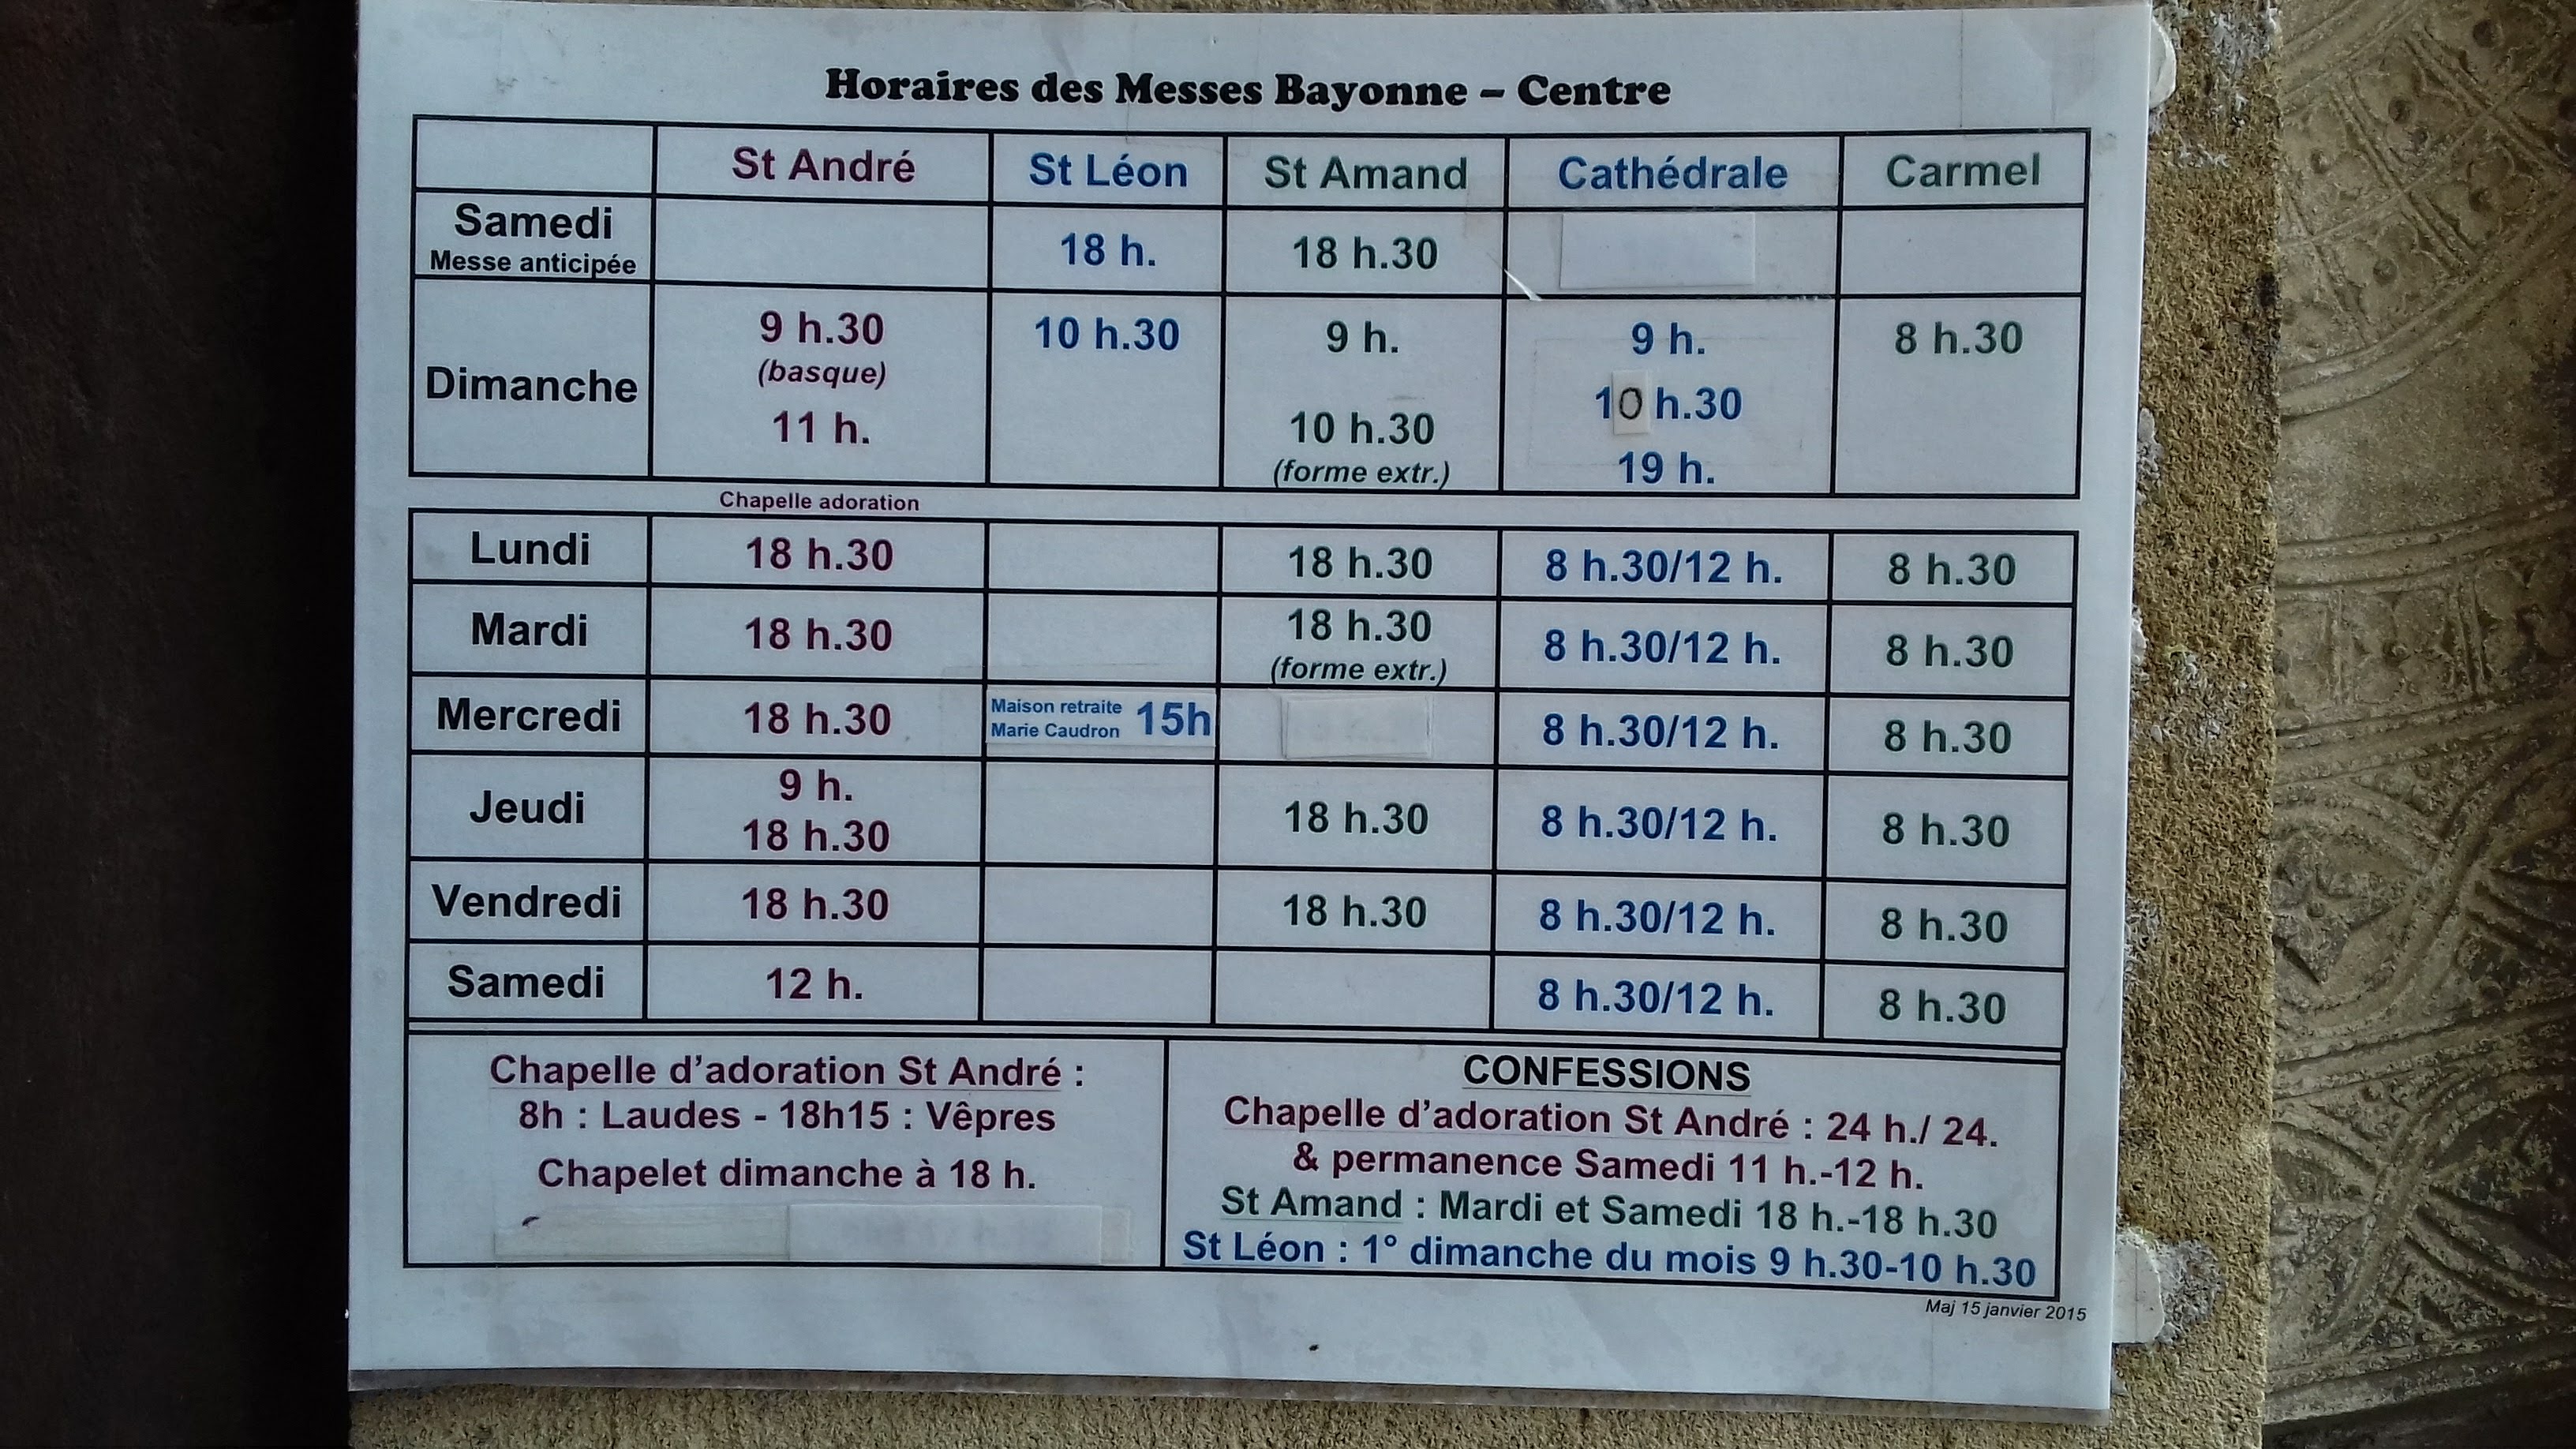 Horaires des Messes Bayonne – Centre
St André St Léon St Amand Cathédrale Carmel
Samedi
Messe anticipée
18 h. 18 h.30
Dimanche
9 h.30 10 h.30 9 h. 9 h. 8 h.30
(basque)
10 h.30
11 h. 10 h.30
(forme extr.) 19 h.
Chapelle adoration
Lundi 18 h.30 18 h.30 8 h.30/12 h. 8 h.30
Mardi 18 h.30 18 h.30 8 h.30/12 h. 8 h.30
(forme extr.)
Mercredi 18 h.30 Maison retraite 15h 8 h.30/12 h. 8 h.30
Marie Caudron
Jeudi 9 h. 18 h.30 8 h.30/12 h. 8 h.30
18 h.30
Vendredi 18 h.30 18 h.30 8 h.30/12 h. 8 h.30
Samedi 12 h. 8 h.30/12 h. 8 h.30
Chapelle d'adoration St André :
8h : Laudes - 18h15 : Vêpres
Chapelet dimanche à 18 h.
CONFESSIONS
Chapelle d'adoration St André : 24 h./ 24.
& permanence Samedi 11 h.-12 h.
St Amand : Mardi et Samedi 18 h.-18 h.30
St Léon : 1° dimanche du mois 9 h.30-10 h.30
Maj 15 janvier 2015